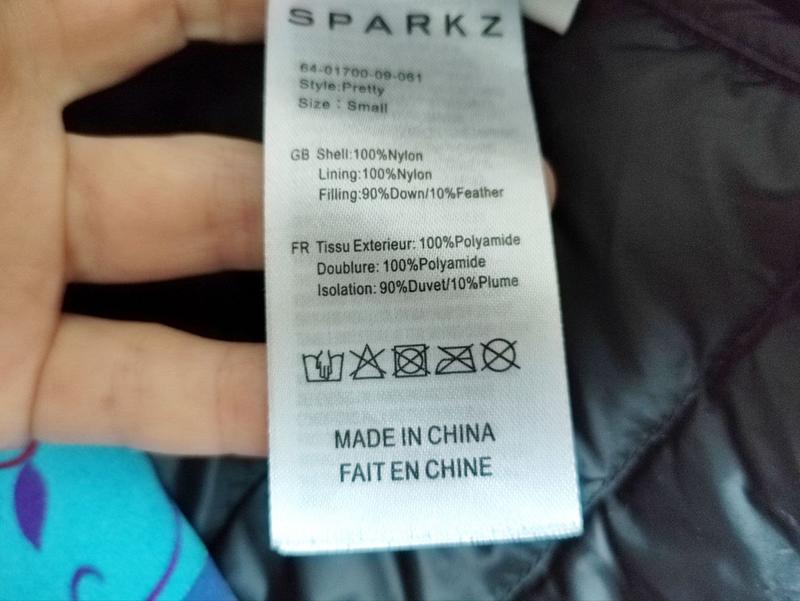 SPARKZ
64-01700-09-061
Style:Pretty
Size : Small
GB Shell:100%Nylon
Lining:100%Nylon
Filling:90%Down/10%Feather
FR Tissu Exterieur: 100%Polyamide
Doublure: 100%Polyamide
Isolation: 90%Duvet/10%Plume
MADE IN CHINA
FAIT EN CHINE